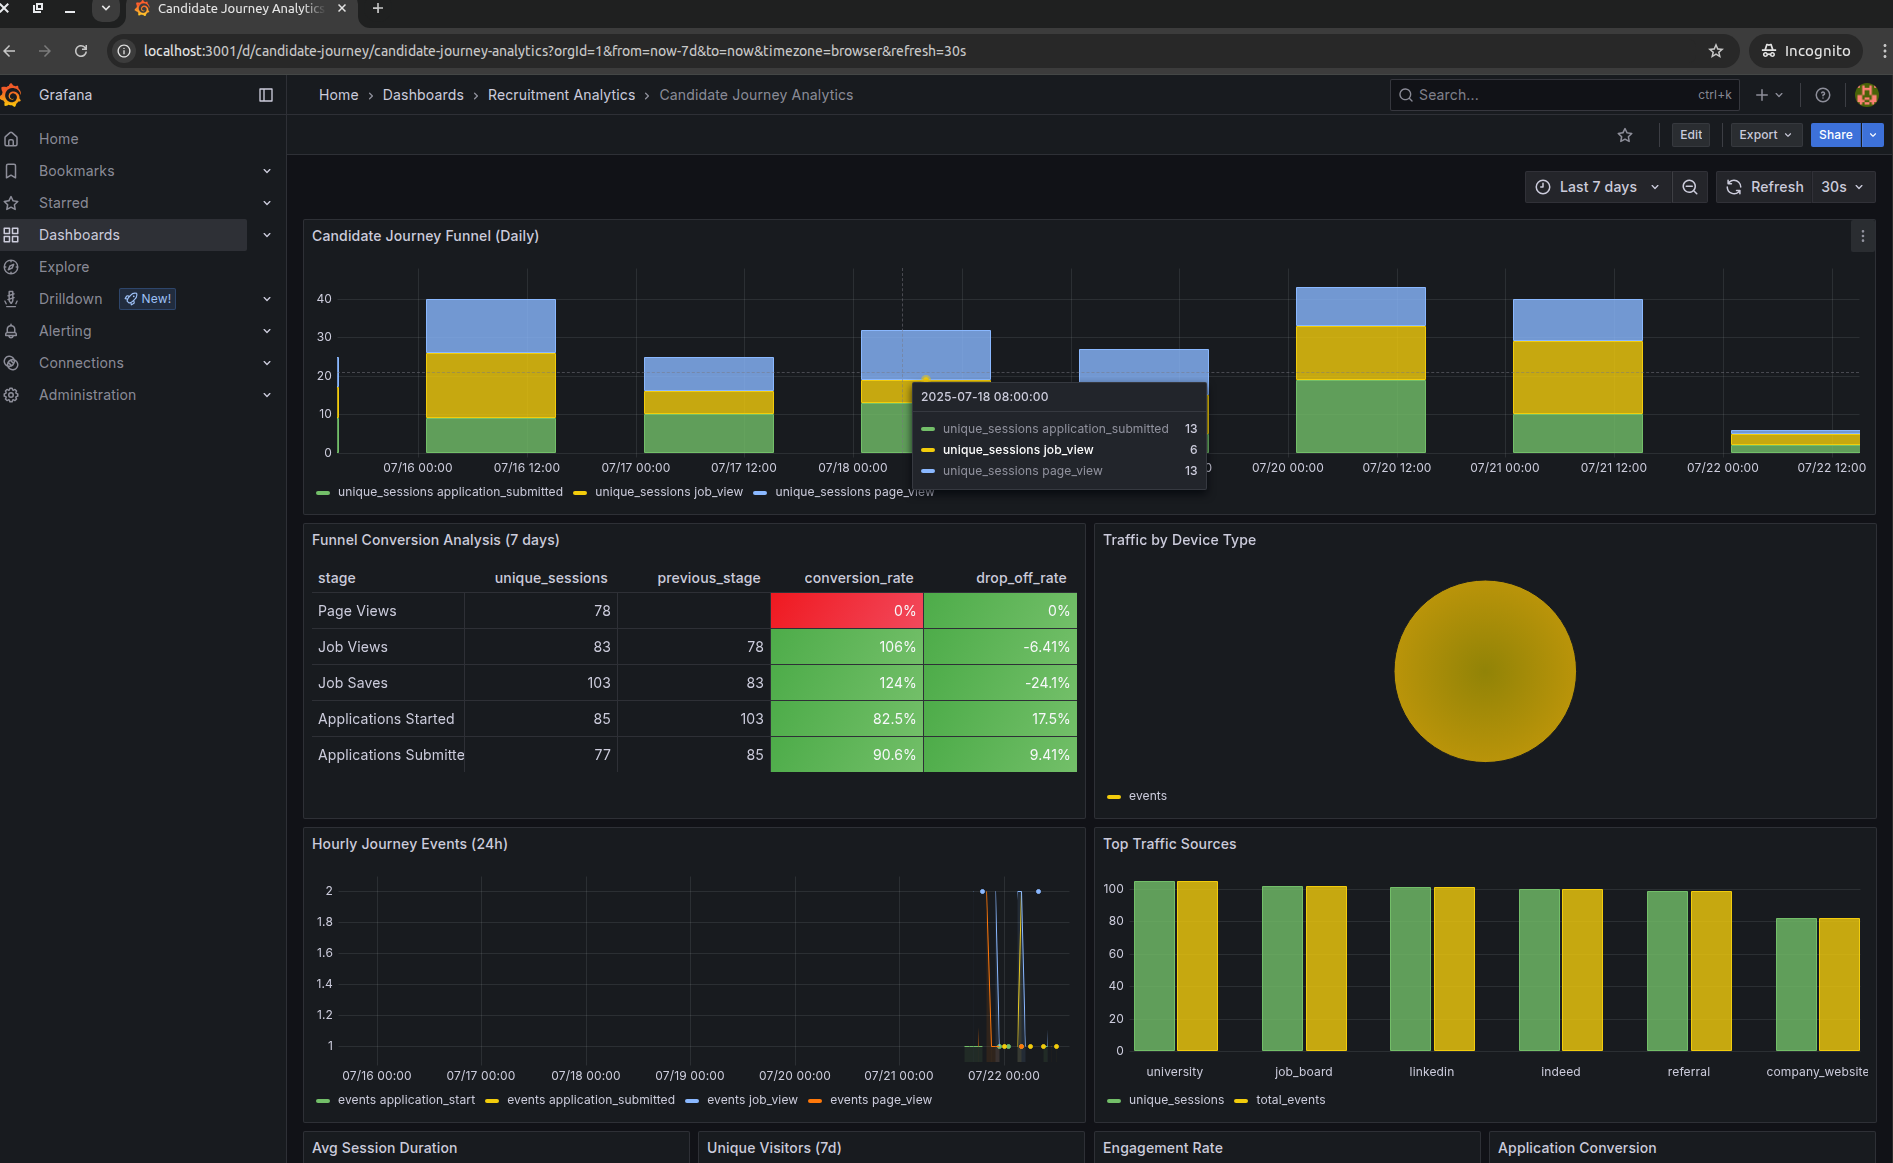 Candidate Journey Analytics
localhost:3001/d/candidate-journey/candidate-journey-analytics?orgId=1&from=now-7d&to=now&timezone=browser&refresh=30s
Incognito
Grafana
Home › Dashboards › Recruitment Analytics › Candidate Journey Analytics
Search...
ctrl+k
Home
Bookmarks
Starred
Dashboards
Explore
Drilldown
New!
Alerting
Connections
Administration
Edit
Export
Share
Last 7 days
Refresh
30s
Candidate Journey Funnel (Daily)
40
30
20
10
0
07/16 00:00 07/16 12:00 07/17 00:00 07/17 12:00 07/18 00:00 07/20 00:00 07/20 12:00 07/21 00:00 07/21 12:00 07/22 00:00 07/22 12:00
2025-07-18 08:00:00
unique_sessions application_submitted 13
unique_sessions job_view 6
unique_sessions page_view 13
unique_sessions application_submitted unique_sessions job_view unique_sessions page_view
Funnel Conversion Analysis (7 days)
stage unique_sessions previous_stage conversion_rate drop_off_rate
Page Views 78 0% 0%
Job Views 83 78 106% -6.41%
Job Saves 103 83 124% -24.1%
Applications Started 85 103 82.5% 17.5%
Applications Submitte 77 85 90.6% 9.41%
Traffic by Device Type
events
Hourly Journey Events (24h)
2
1.8
1.6
1.4
1.2
1
07/16 00:00 07/17 00:00 07/18 00:00 07/19 00:00 07/20 00:00 07/21 00:00 07/22 00:00
events application_start events application_submitted events job_view events page_view
Top Traffic Sources
100
80
60
40
20
0
university job_board linkedin indeed referral company_website
unique_sessions total_events
Avg Session Duration
Unique Visitors (7d)
Engagement Rate
Application Conversion